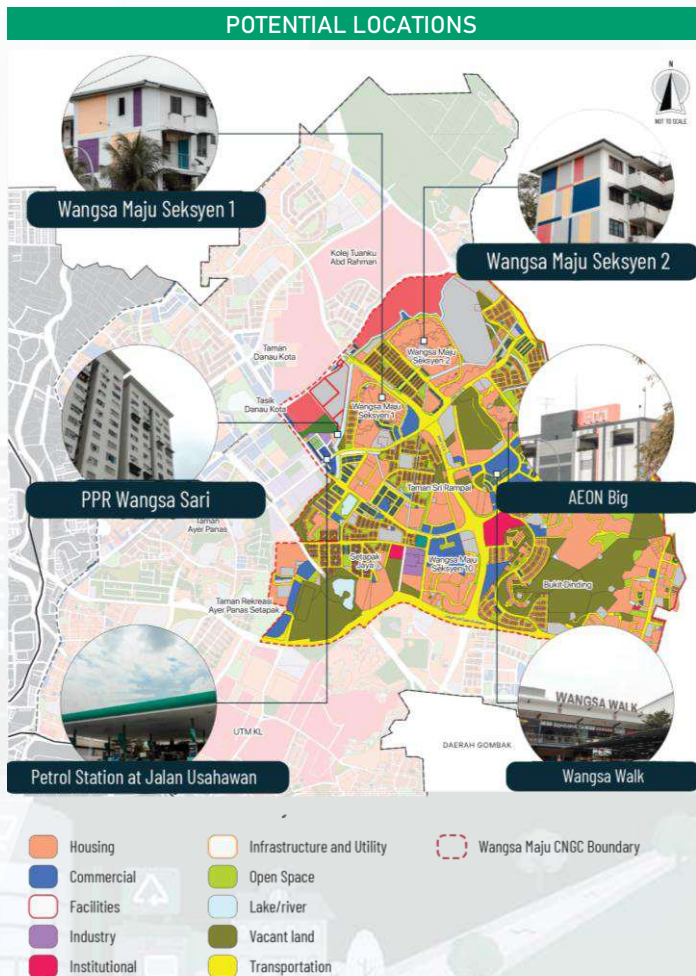 POTENTIAL LOCATIONS
N
NOT TO SCALE
Wangsa Maju Seksyen 1
Wangsa Maju Seksyen 2
Kolej Tuanku
Abd Rahman
Wangsa Maju
Seksyen 2
Taman
Danau Kota
Tasik
Danau Kota
Wangsa Maju
Seksyen 1
PPR Wangsa Sari
Taman Sri Rampai
AEON Big
Taman
Ayer Panas
Setapak
Jaya
Wangsa Maju
Seksyen 10
Bukit Dinding
Taman Rekreasi
Ayer Panas Setapak
WANGSA WALK
UTM KL
DAERAH GOMBAK
Petrol Station at Jalan Usahawan
Wangsa Walk
Housing
Infrastructure and Utility
Wangsa Maju CNGC Boundary
Commercial
Open Space
Facilities
Lake/river
Industry
Vacant land
Institutional
Transportation